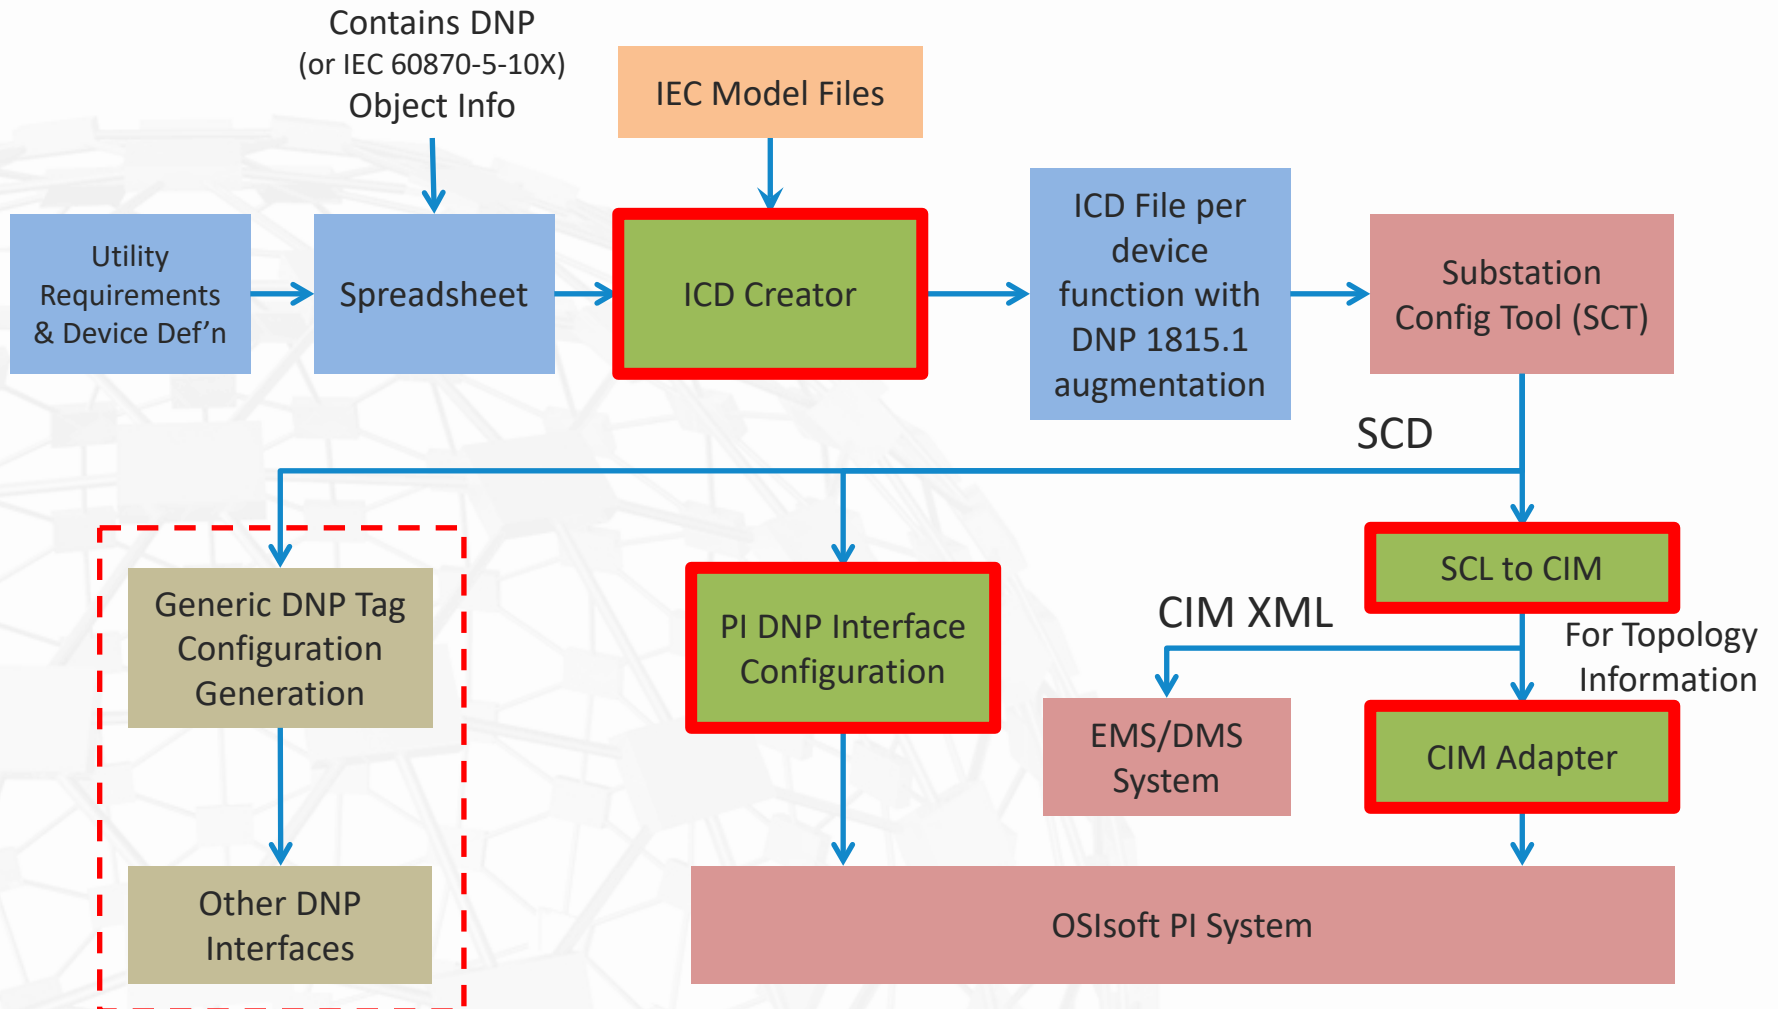 Contains DNP
(or IEC 60870-5-10X)
Object Info
IEC Model Files
Utility
Requirements
& Device Def’n
Spreadsheet
ICD Creator
ICD File per
device
function with
DNP 1815.1
augmentation
Substation
Config Tool (SCT)
SCD
Generic DNP Tag
Configuration
Generation
PI DNP Interface
Configuration
SCL to CIM
CIM XML
For Topology
Information
EMS/DMS
System
CIM Adapter
Other DNP
Interfaces
OSIsoft PI System